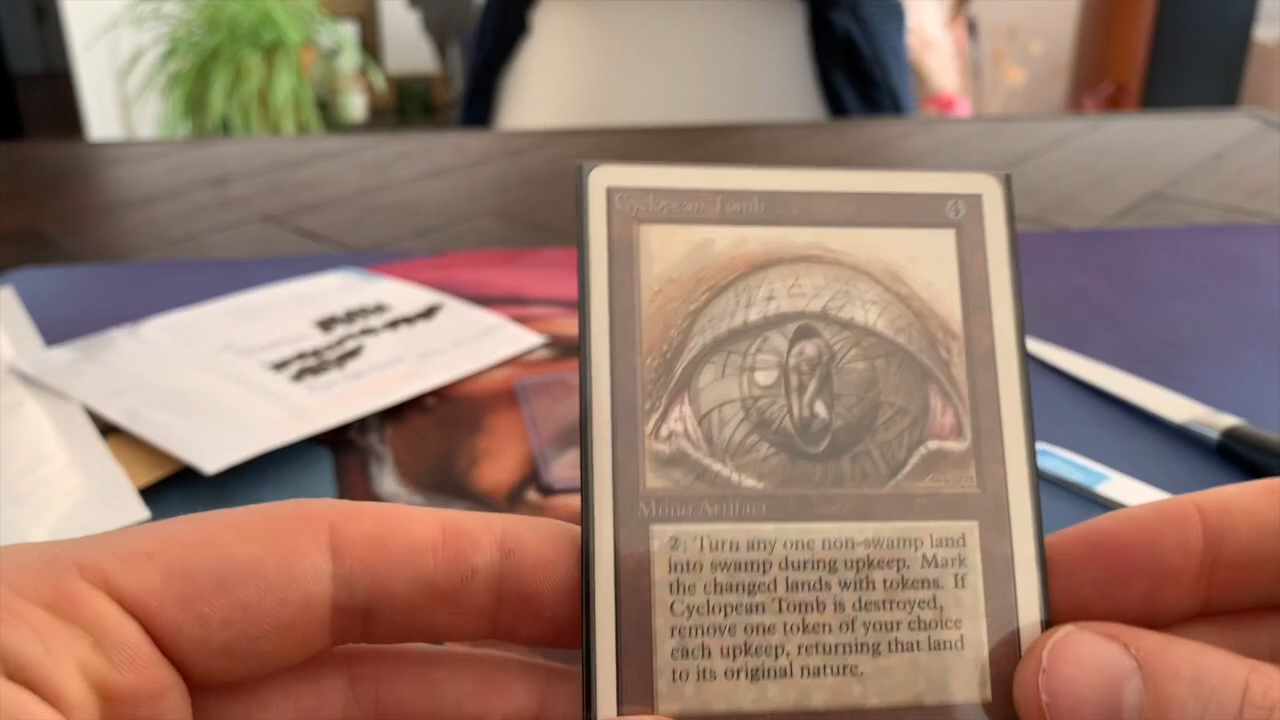 Cyclopean Tomb 4
Mono Artifact
2: Turn any one non-swamp land
into swamp during upkeep. Mark
the changed lands with tokens. If
Cyclopean Tomb is destroyed,
remove one token of your choice
each upkeep, returning that land
to its original nature.